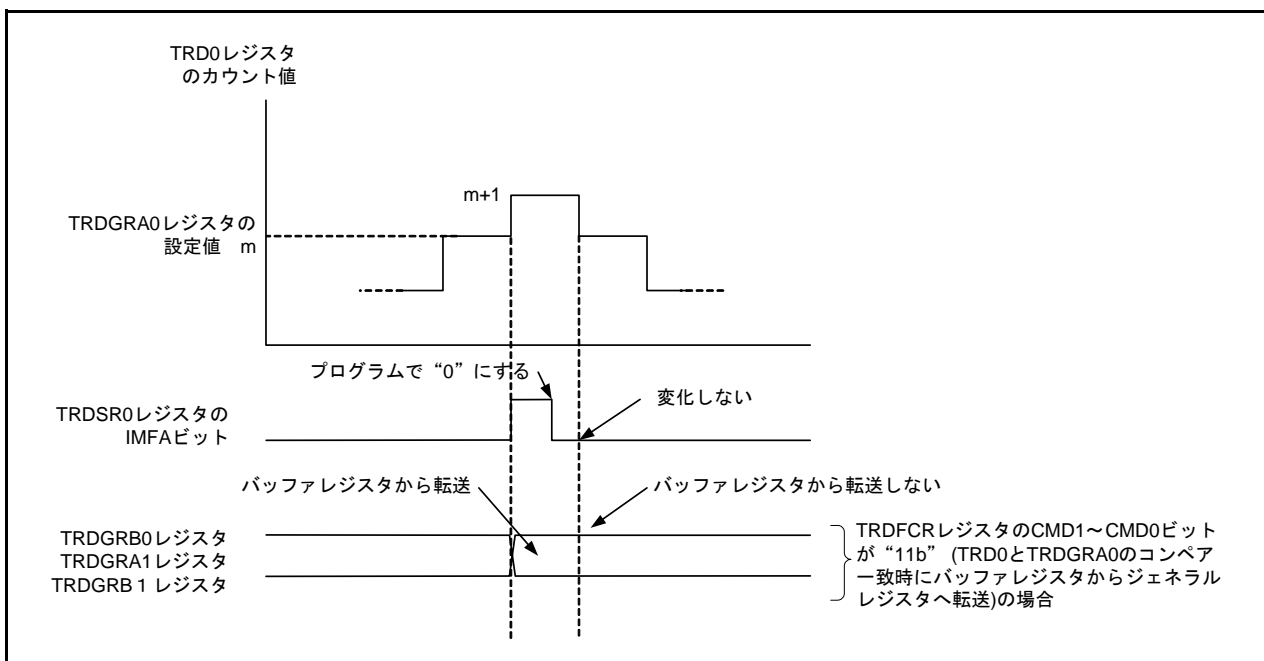 TRD0レジスタ
のカウント値
m+1
TRDGRA0レジスタの
設定値 m
プログラムで“0”にする
変化しない
TRDSR0レジスタの
IMFAビット
バッファレジスタから転送
バッファレジスタから転送しない
TRDGRB0レジスタ
TRDGRA1レジスタ
TRDGRB1レジスタ
TRDFCRレジスタのCMD1～CMD0ビット
が“11b” (TRD0とTRDGRA0のコンペア
一致時にバッファレジスタからジェネラル
レジスタへ転送)の場合